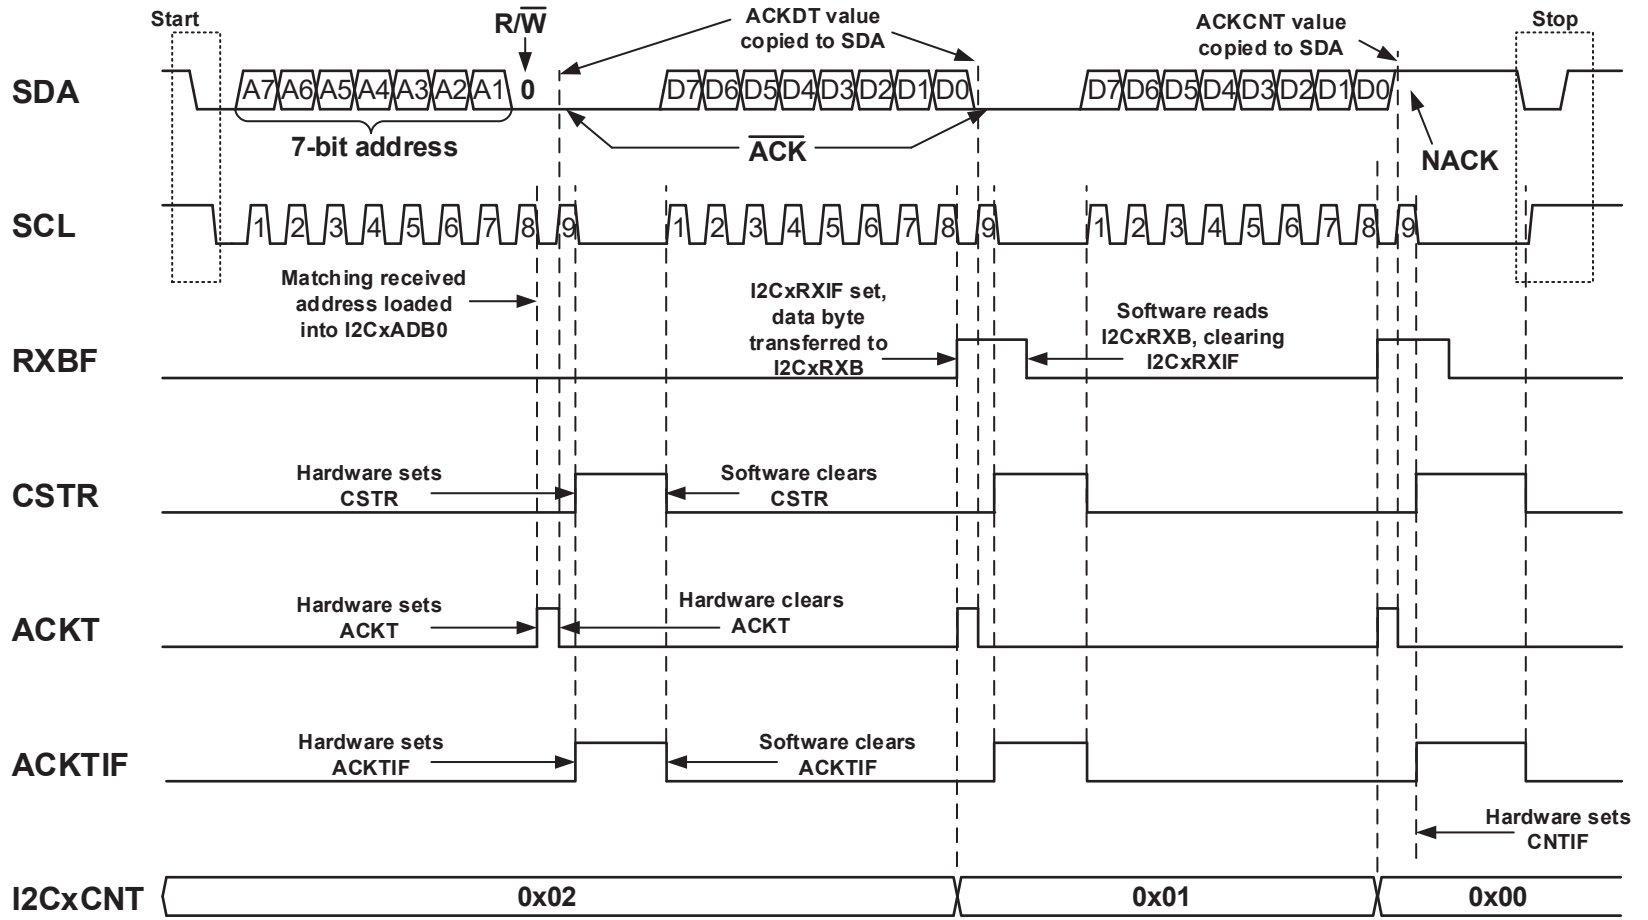 Start
R/W
ACKDT value
copied to SDA
ACKCNT value
copied to SDA
Stop
SDA
A7 A6 A5 A4 A3 A2 A1 0 D7 D6 D5 D4 D3 D2 D1 D0 D7 D6 D5 D4 D3 D2 D1 D0
7-bit address
ACK
NACK
SCL
1 2 3 4 5 6 7 8 9 1 2 3 4 5 6 7 8 9 1 2 3 4 5 6 7 8 9
Matching received
address loaded
into I2CxADB0
I2CxRXIF set,
data byte
transferred to
I2CxRXB
Software reads
I2CxRXB, clearing
I2CxRXIF
RXBF
Hardware sets
CSTR
Software clears
CSTR
CSTR
Hardware sets
ACKT
Hardware clears
ACKT
ACKT
Hardware sets
ACKTIF
Software clears
ACKTIF
ACKTIF
Hardware sets
CNTIF
I2CxCNT
0x02
0x01
0x00